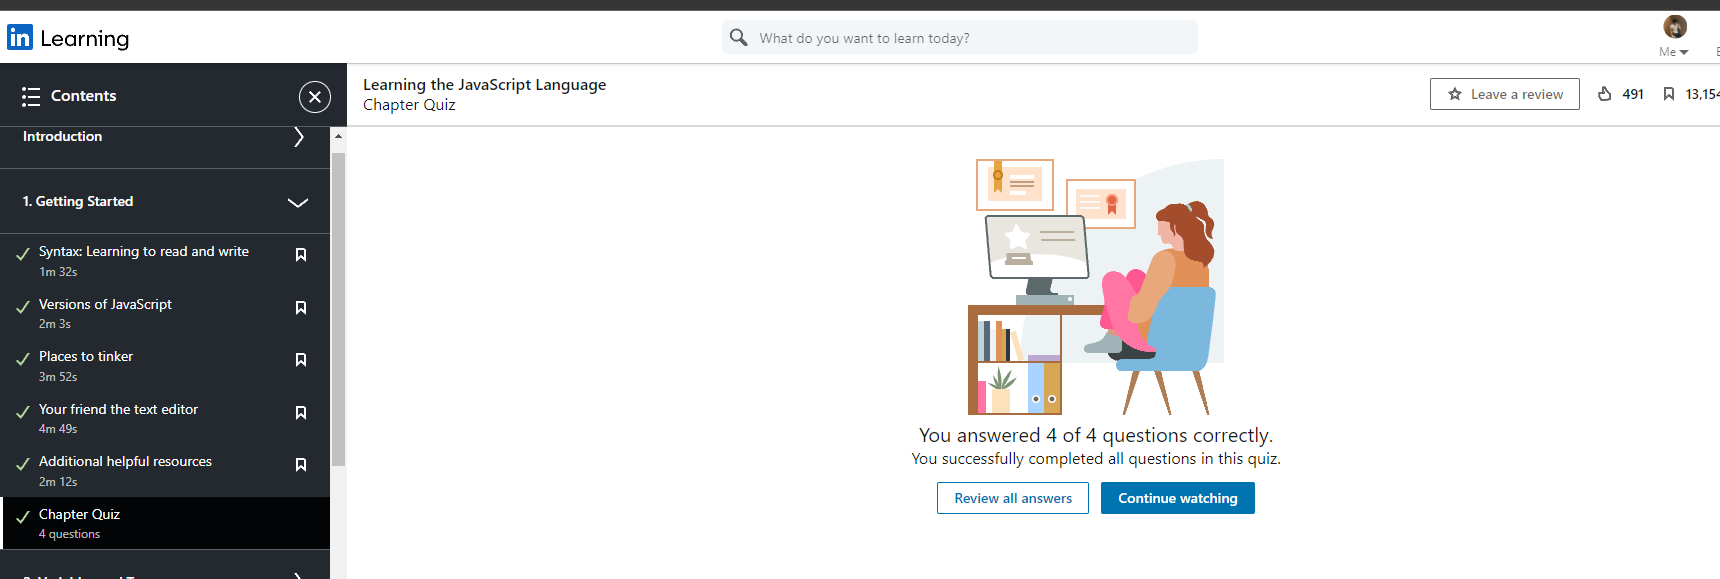 in Learning
What do you want to learn today?
Me
Contents
Learning the JavaScript Language
Chapter Quiz
Leave a review
491
13,154
Introduction
1. Getting Started
Syntax: Learning to read and write
1m 32s
Versions of JavaScript
2m 3s
Places to tinker
3m 52s
Your friend the text editor
4m 49s
Additional helpful resources
2m 12s
Chapter Quiz
4 questions
You answered 4 of 4 questions correctly.
You successfully completed all questions in this quiz.
Review all answers
Continue watching